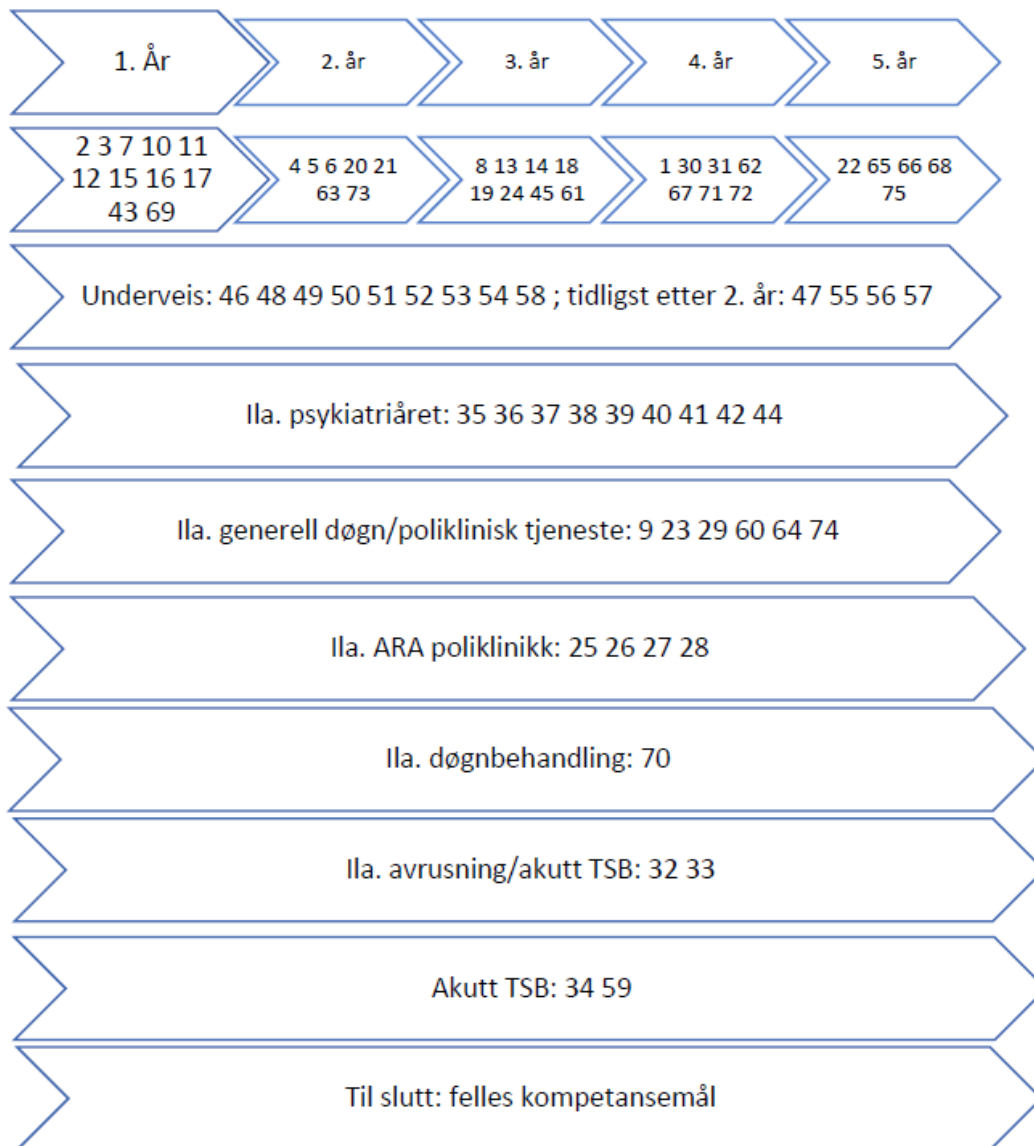 1. År
2. år
3. år
4. år
5. år
2 3 7 10 11
12 15 16 17
43 69
4 5 6 20 21
63 73
8 13 14 18
19 24 45 61
1 30 31 62
67 71 72
22 65 66 68
75
Underveis: 46 48 49 50 51 52 53 54 58 ; tidligst etter 2. år: 47 55 56 57
Ila. psykiatriåret: 35 36 37 38 39 40 41 42 44
Ila. generell døgn/poliklinisk tjeneste: 9 23 29 60 64 74
Ila. ARA poliklinikk: 25 26 27 28
Ila. døgnbehandling: 70
Ila. avrusning/akutt TSB: 32 33
Akutt TSB: 34 59
Til slutt: felles kompetansemål